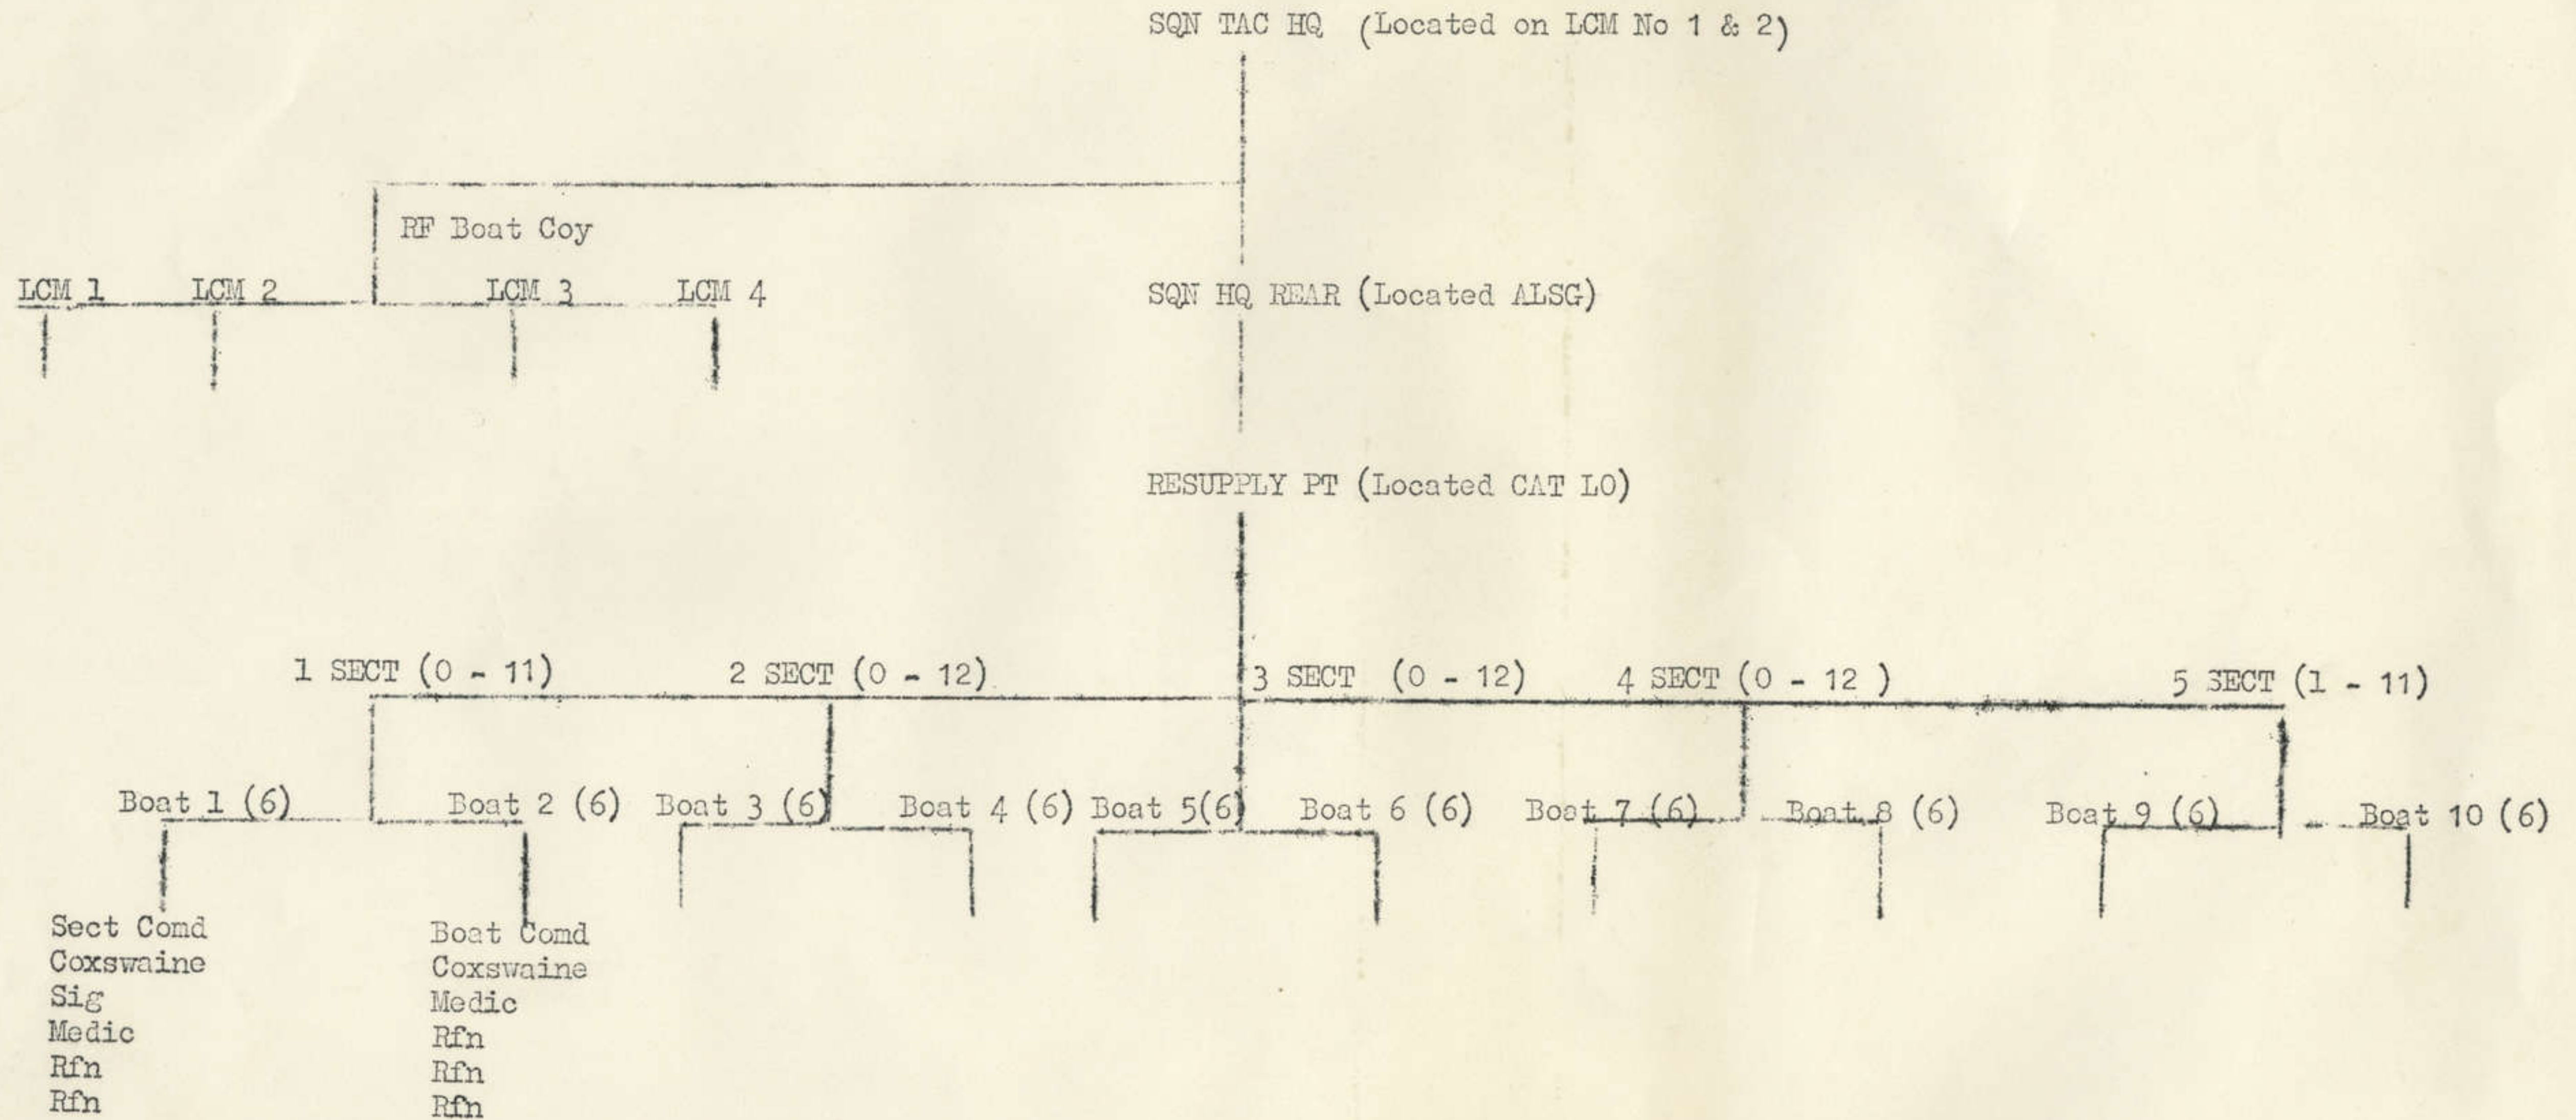 SQN TAC HQ (Located on LCM No 1 & 2)
RF Boat Coy
LCM 1 LCM 2 LCM 3 LCM 4
SQN HQ REAR (Located ALSG)
RESUPPLY PT (Located CAT LO)
1 SECT (0 - 11) 2 SECT (0 - 12) 3 SECT (0 - 12) 4 SECT (0 - 12 ) 5 SECT (1 - 11)
Boat 1 (6) Boat 2 (6) Boat 3 (6) Boat 4 (6) Boat 5(6) Boat 6 (6) Boat 7 (6) Boat 8 (6) Boat 9 (6) Boat 10 (6)
Sect Comd
Coxswaine
Sig
Medic
Rfn
Rfn
Boat Comd
Coxswaine
Medic
Rfn
Rfn
Rfn